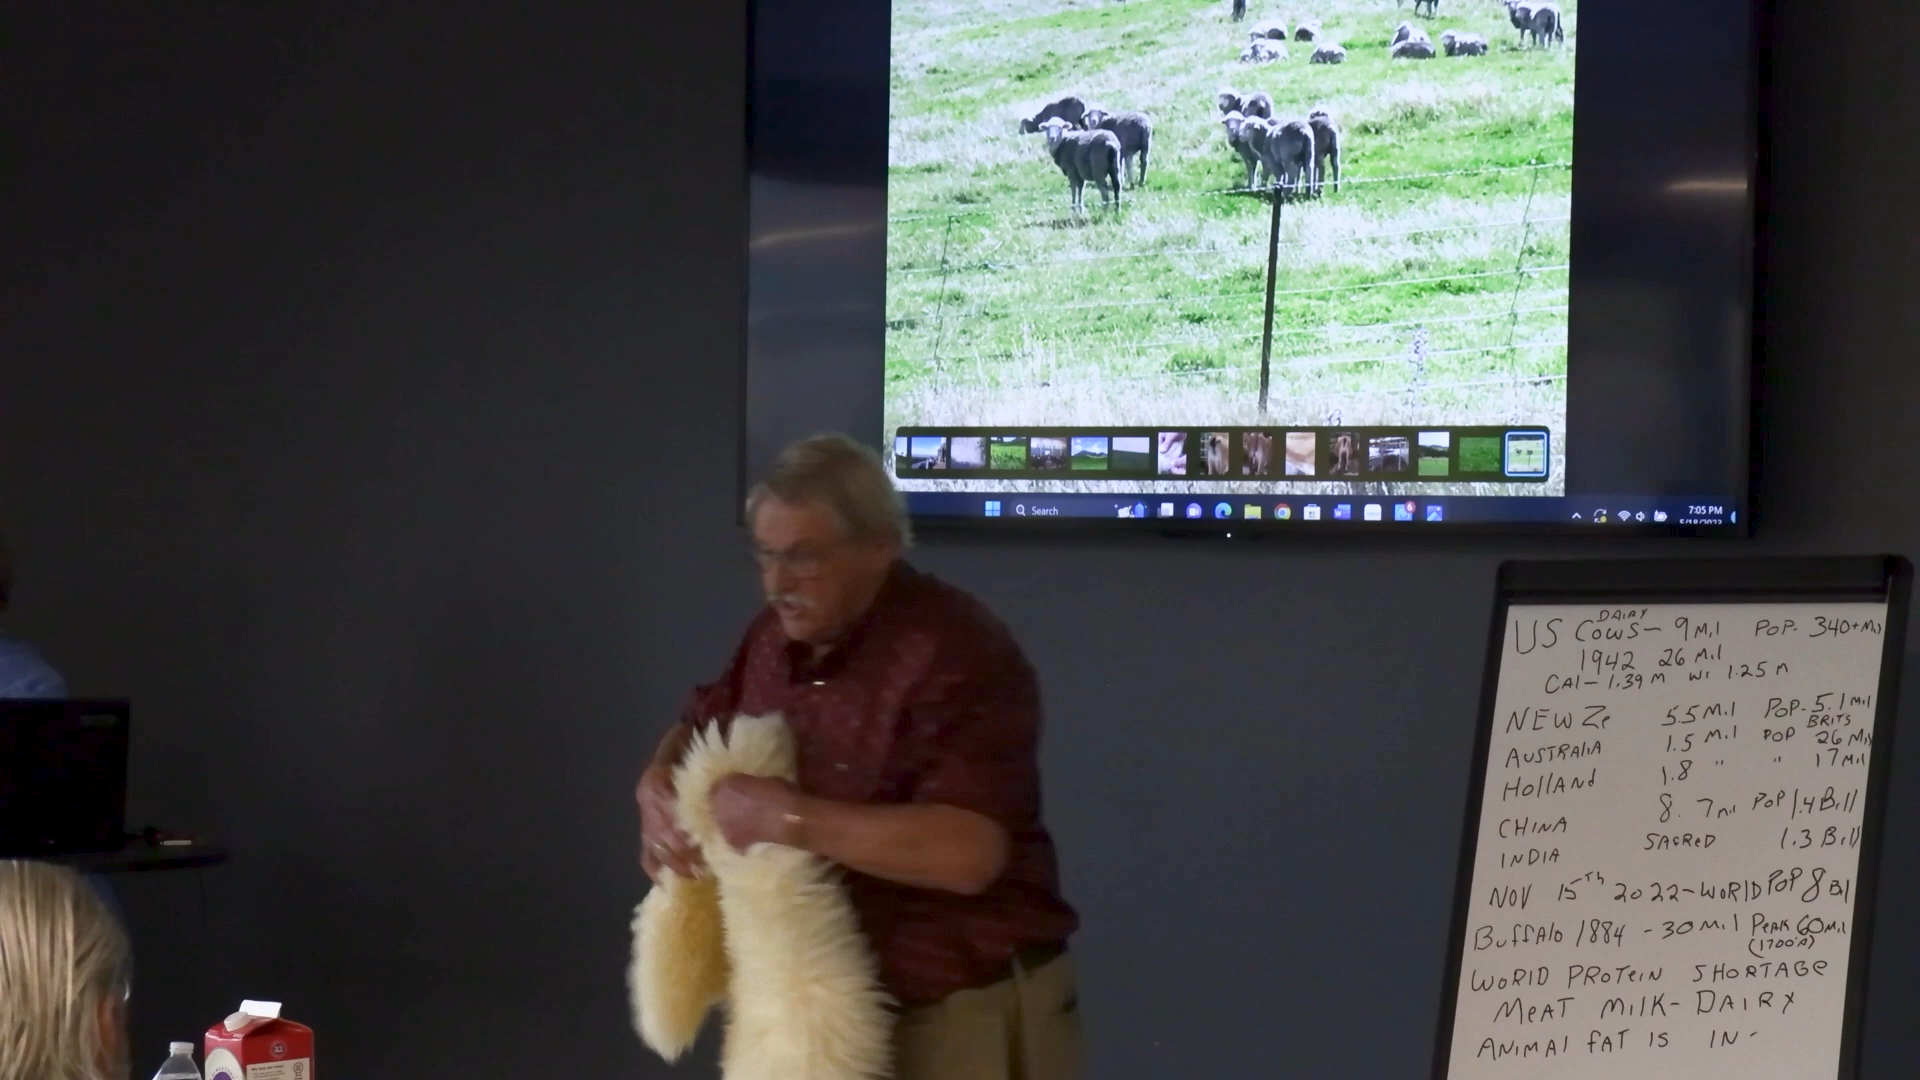 Search
7:05 PM
5/18/2023
DAIRY
US COWS- 9 Mil POP. 340+Mil
1942 26 Mil
CAl- 1.39 M WI 1.25 M
NEW Ze 5.5 Mil POP-5.1 Mil
BRITS
AUSTRAliA 1.5 Mil POP 26 Mil
HOllANd 1.8 " " 17 Mil
CHINA 8.7 Mil POP 1.4 Bill
INDIA SACRED 1.3 Bill
NOV 15TH 2022-WORlD POP 8 Bl
BuffAlo 1884 - 30 Mil PeAK 60 Mil
(1700'S)
WORlD PROTeiN SHORTAGe
MeAT MilK- DAIRY
ANIMAl fAT IS IN -